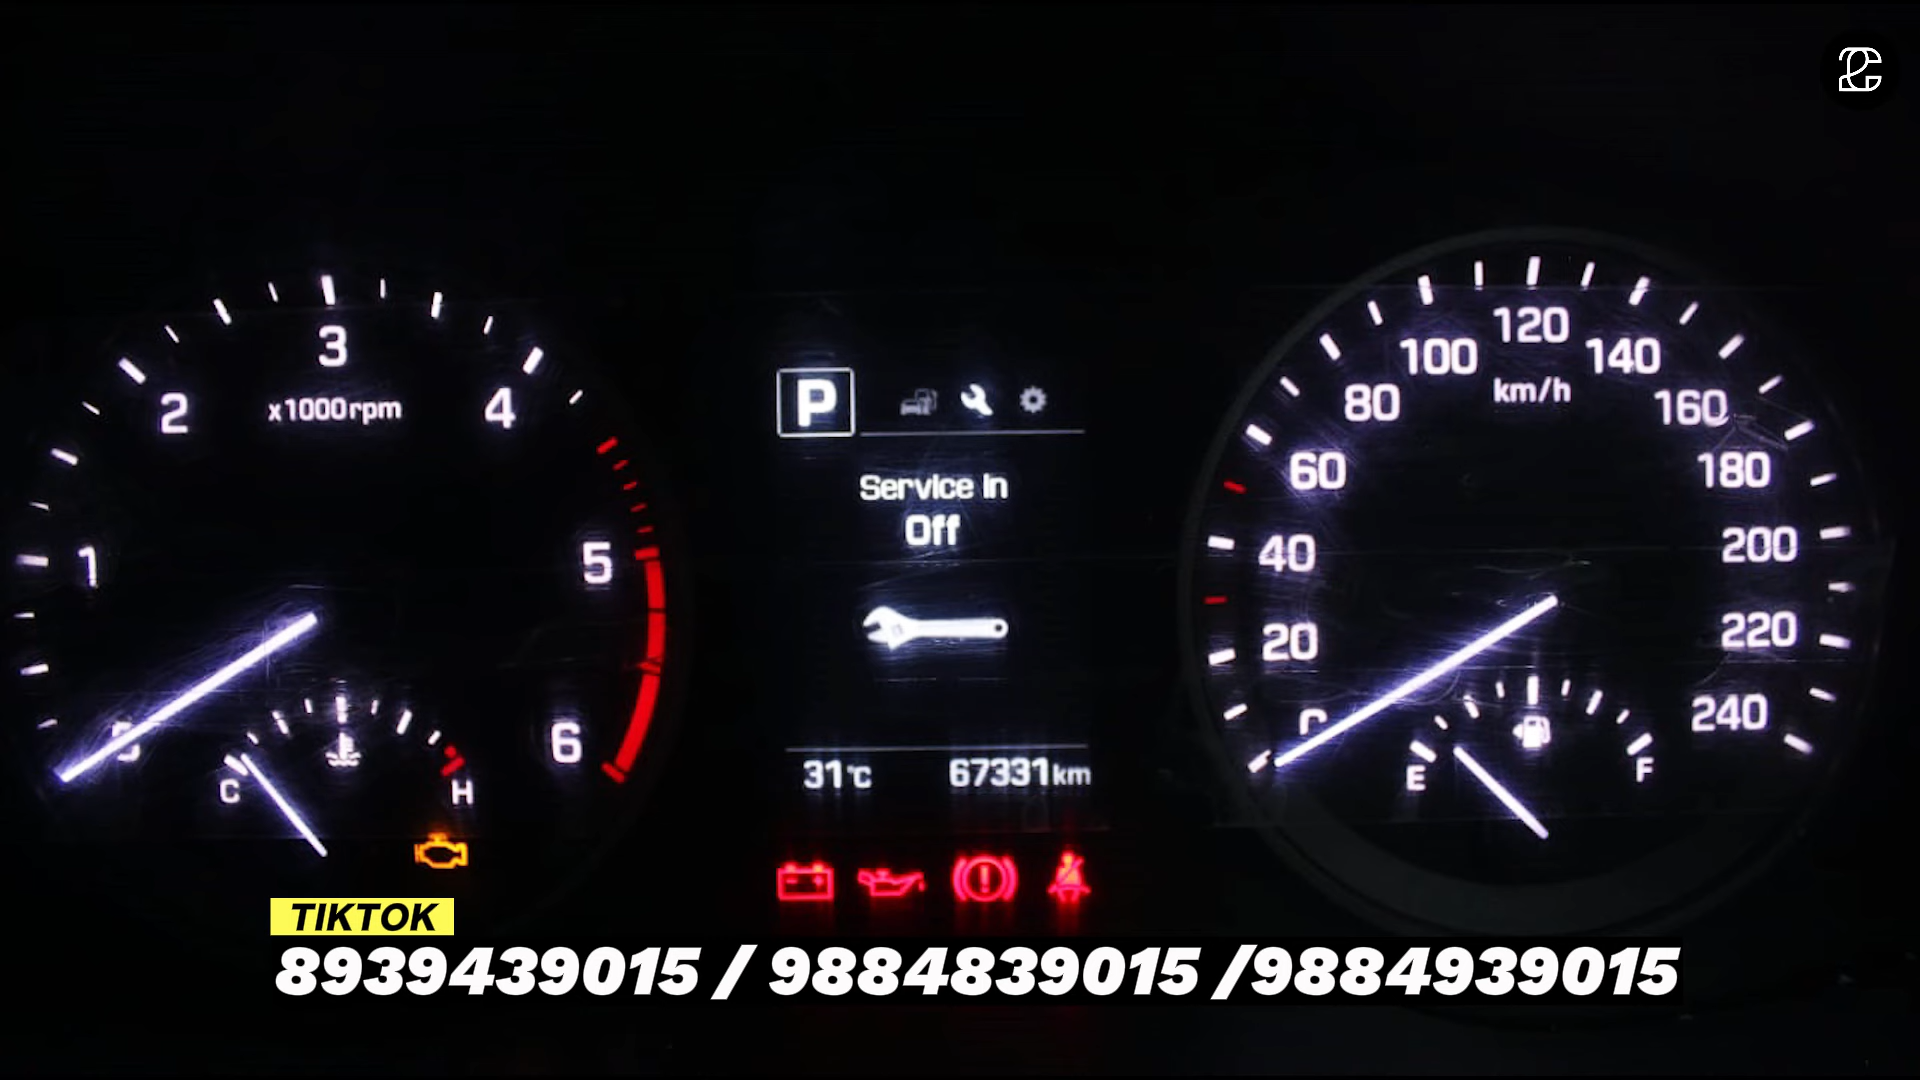 3
2
x1000rpm
4
1
5
6
C
H
P
Service in
Off
31°C
67331km
120
100
140
km/h
80
160
60
180
40
200
20
220
240
E
F
TIKTOK
8939439015 / 9884839015 /9884939015